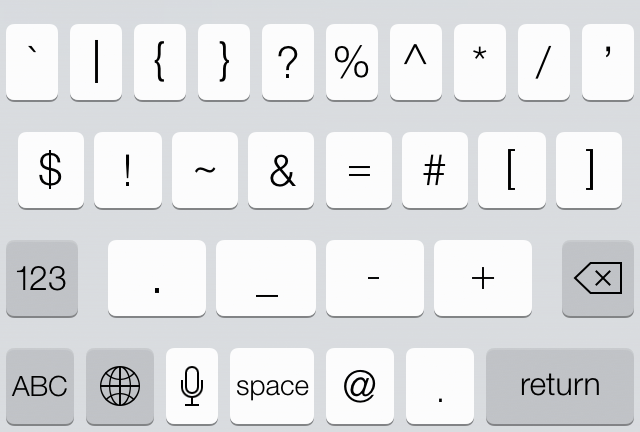 ` | { } ? % ^ * / ’
$ ! ~ & = # [ ]
123 . _ - +
ABC space @ . return